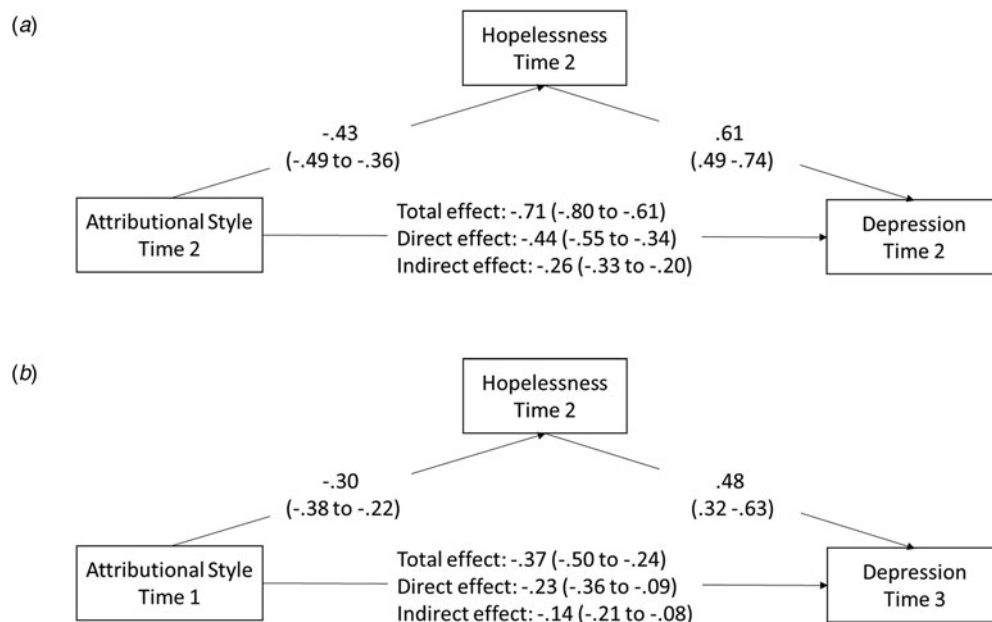 (a)
Hopelessness
Time 2
-.43
(-.49 to -.36)
.61
(.49 -.74)
Attributional Style
Time 2
Total effect: -.71 (-.80 to -.61)
Direct effect: -.44 (-.55 to -.34)
Indirect effect: -.26 (-.33 to -.20)
Depression
Time 2
(b)
Hopelessness
Time 2
-.30
(-.38 to -.22)
.48
(.32 -.63)
Attributional Style
Time 1
Total effect: -.37 (-.50 to -.24)
Direct effect: -.23 (-.36 to -.09)
Indirect effect: -.14 (-.21 to -.08)
Depression
Time 3